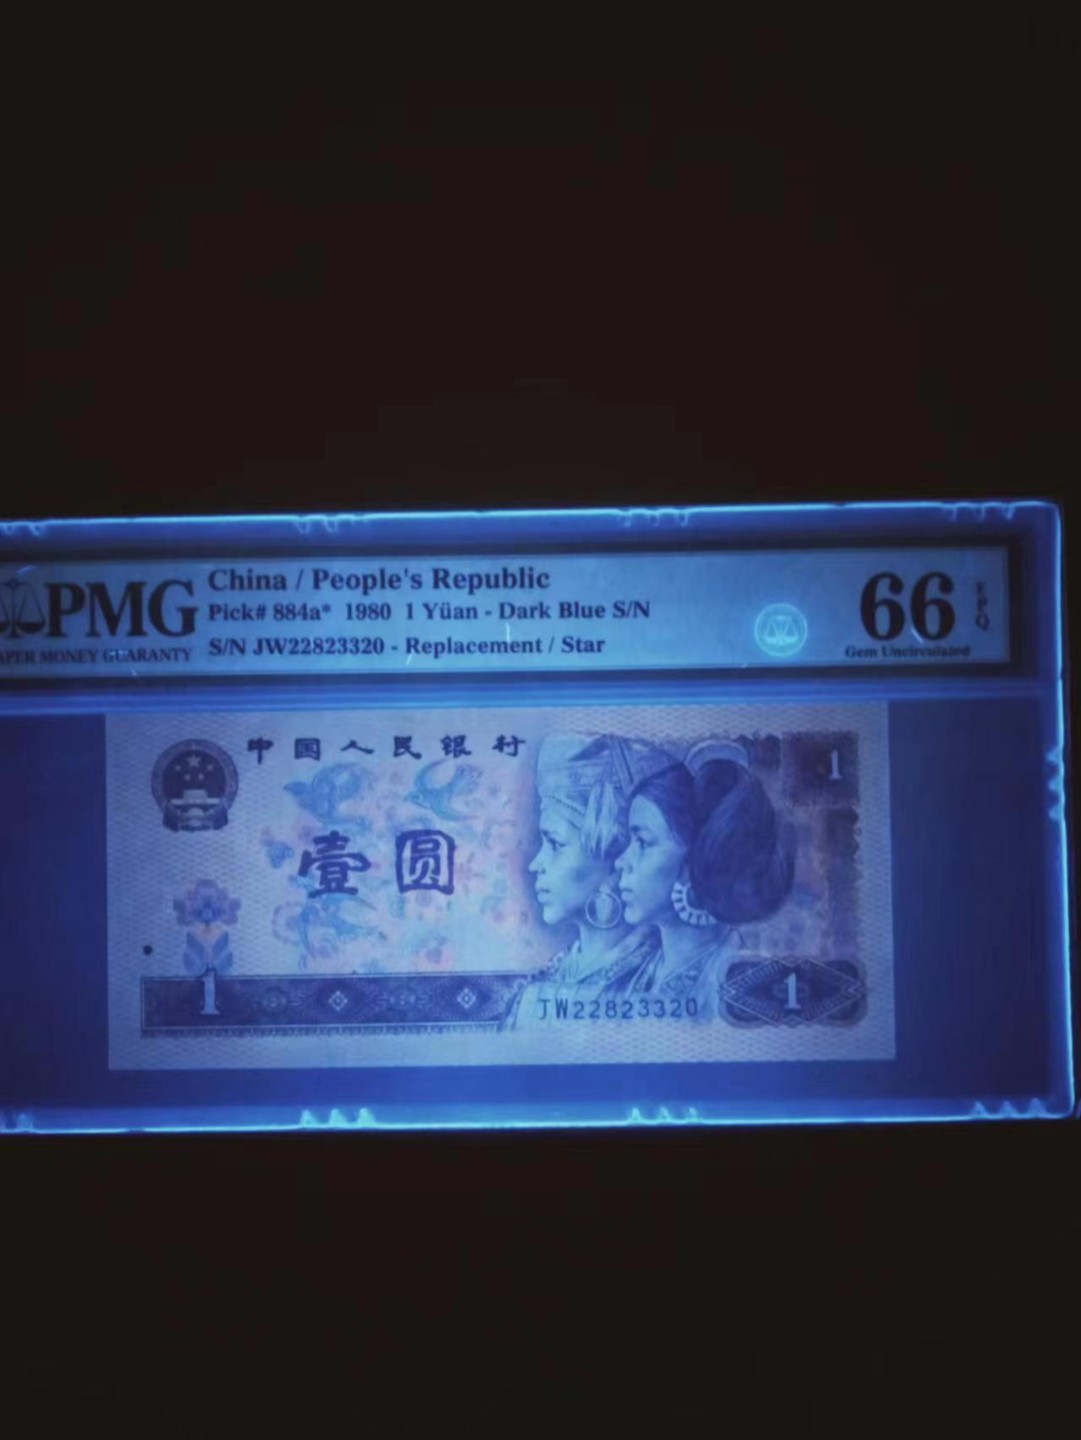 PMG
PAPER MONEY GUARANTY
China / People's Republic
Pick# 884a* 1980 1 Yüan - Dark Blue S/N
S/N JW22823320 - Replacement / Star
66
EPQ
Gem Uncirculated
中国人民银行
1
壹圆
1
JW22823320
1